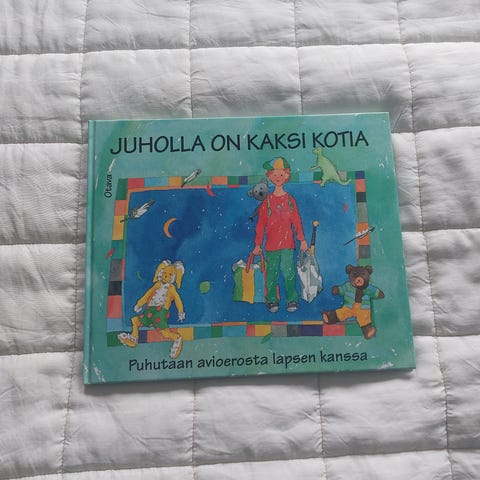 JUHOLLA ON KAKSI KOTIA
Otava
Puhutaan avioerosta lapsen kanssa